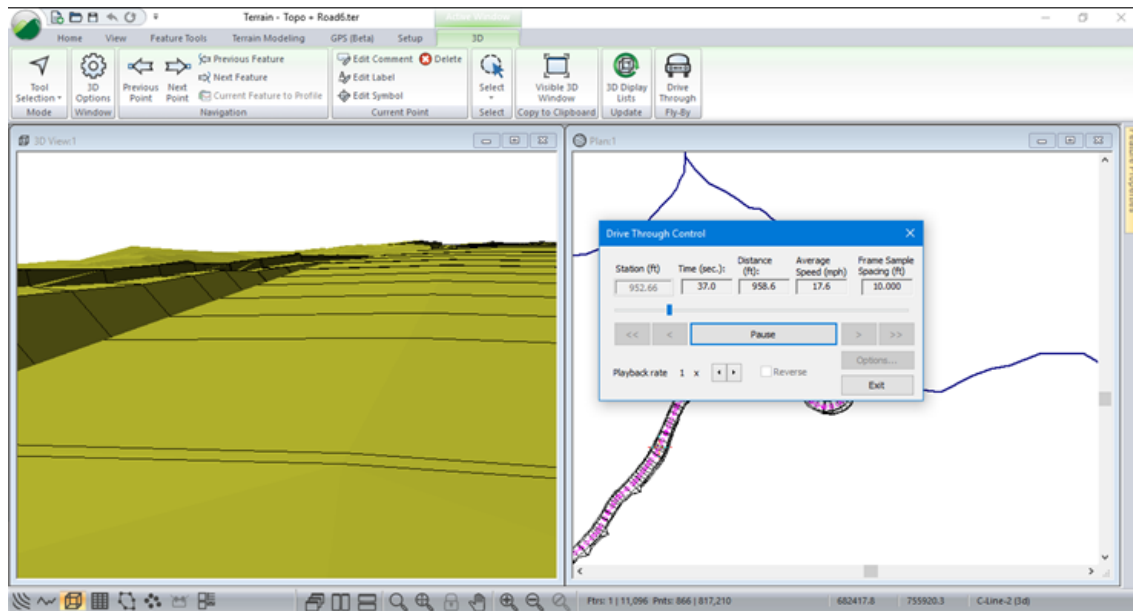 Terrain - Topo + Road6.ter
Active Window
Home View Feature Tools Terrain Modeling GPS (Beta) Setup 3D
Tool Selection
Mode
3D Options
Window
Previous Point
Next Point
Previous Feature
Next Feature
Current Feature to Profile
Navigation
Edit Comment Delete
Edit Label
Edit Symbol
Current Point
Select
Select
Visible 3D Window
Copy to Clipboard
3D Diplay Lists
Update
Drive Through
Fly-By
3D View:1
Plan:1
Feature Properties
Drive Through Control
Station (ft) Time (sec.): Distance (ft): Average Speed (mph) Frame Sample Spacing (ft)
952.66 37.0 958.6 17.6 10.000
<< < Pause > >>
Options...
Playback rate 1 x Reverse
Exit
Ftrs: 1 | 11,096 Pnts: 866 | 817,210 682417.8 755920.3 C-Line-2 (3d)